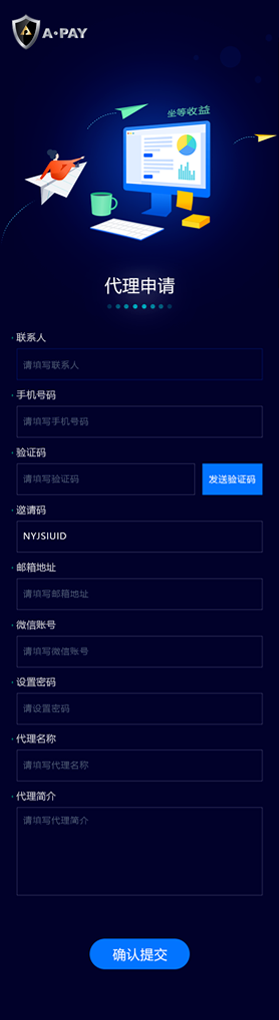 A·PAY
坐等收益
代理申请
联系人
请填写联系人
手机号码
请填写手机号码
验证码
请填写验证码
发送验证码
邀请码
NYJSIUID
邮箱地址
请填写邮箱地址
微信账号
请填写微信账号
设置密码
请设置密码
代理名称
请填写代理名称
代理简介
请填写代理简介
确认提交